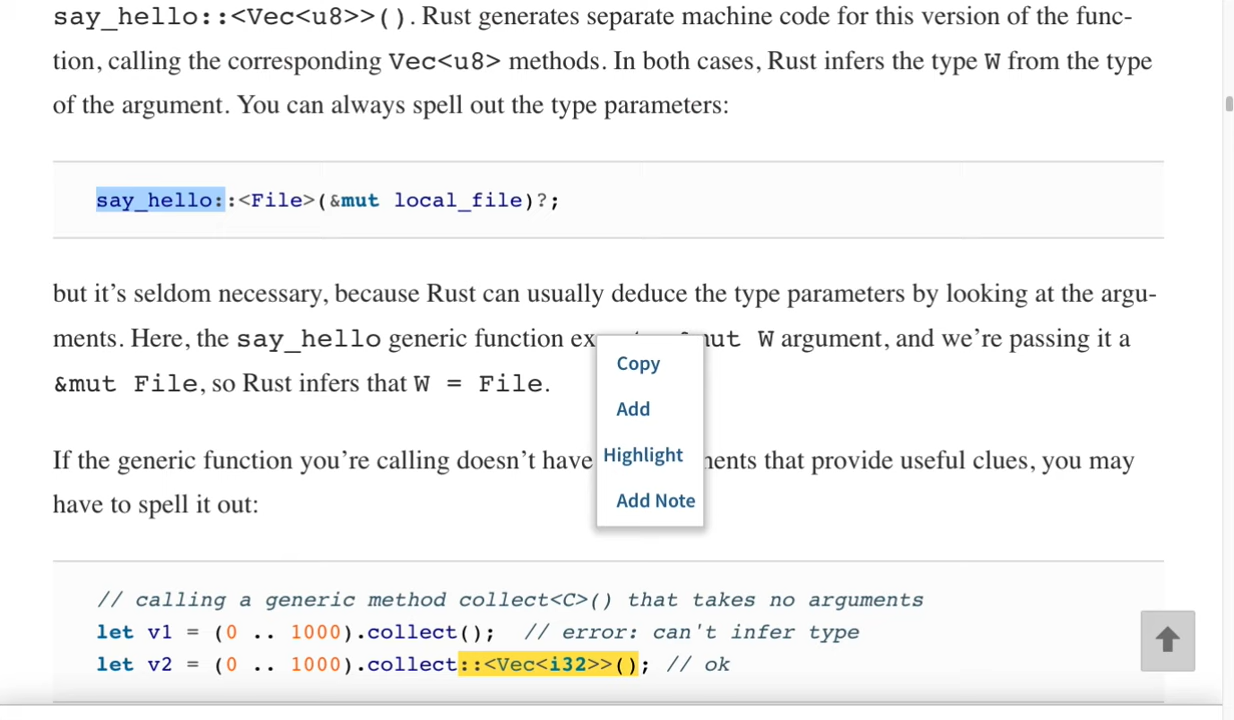 say_hello::<Vec<u8>>(). Rust generates separate machine code for this version of the func-
tion, calling the corresponding Vec<u8> methods. In both cases, Rust infers the type W from the type
of the argument. You can always spell out the type parameters:
say_hello::<File>(&mut local_file)?;
but it’s seldom necessary, because Rust can usually deduce the type parameters by looking at the argu-
ments. Here, the say_hello generic function W argument, and we’re passing it a
&mut File, so Rust infers that W = File.
If the generic function you’re calling doesn’t have that provide useful clues, you may
have to spell it out:
Copy
Add
Highlight
Add Note
// calling a generic method collect<C>() that takes no arguments
let v1 = (0 .. 1000).collect(); // error: can't infer type
let v2 = (0 .. 1000).collect::<Vec<i32>>(); // ok